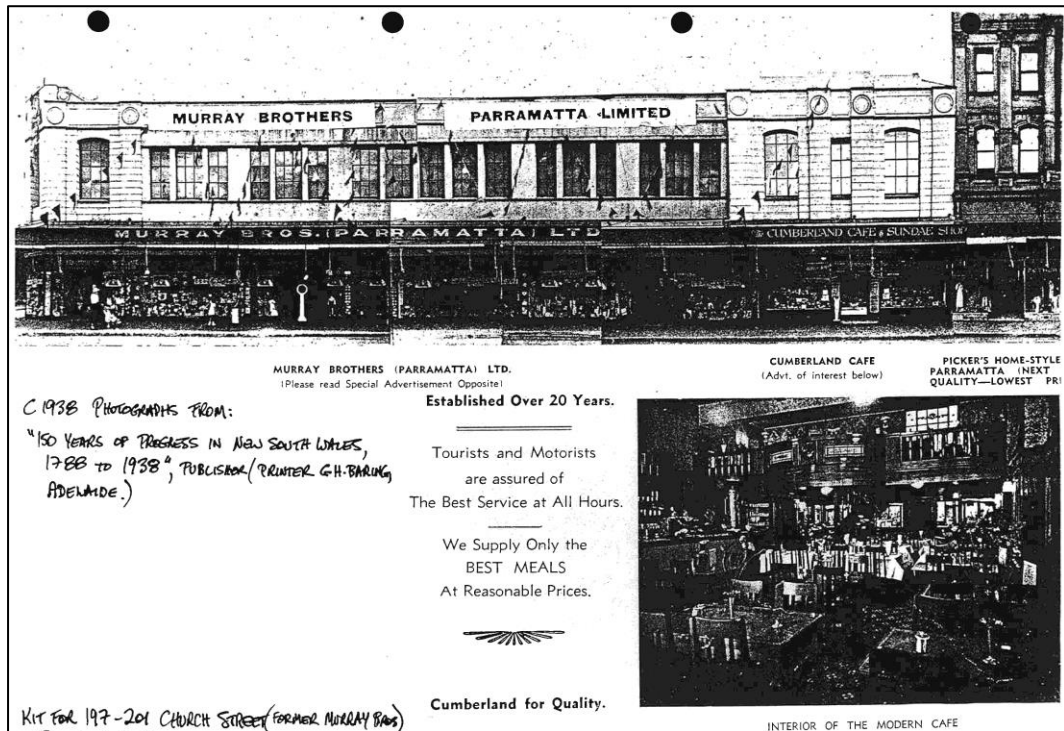 MURRAY BROTHERS
PARRAMATTA LIMITED
MURRAY BROS. (PARRAMATTA) LTD
CUMBERLAND CAFE & SUNDAE SHOP
MURRAY BROTHERS (PARRAMATTA) LTD.
(Please read Special Advertisement Opposite)
CUMBERLAND CAFE
(Advt. of interest below)
PICKER'S HOME-STYLE
PARRAMATTA (NEXT
QUALITY—LOWEST PRI
C 1938 PHOTOGRAPHS FROM:
"150 YEARS OF PROGRESS IN NEW SOUTH WALES,
1788 TO 1938", PUBLISHER/PRINTER G.H. BARING,
ADELAIDE.)
Established Over 20 Years.
Tourists and Motorists
are assured of
The Best Service at All Hours.
We Supply Only the
BEST MEALS
At Reasonable Prices.
Cumberland for Quality.
INTERIOR OF THE MODERN CAFE
KIT FOR 197-201 CHURCH STREET (FORMER MURRAY BROS)